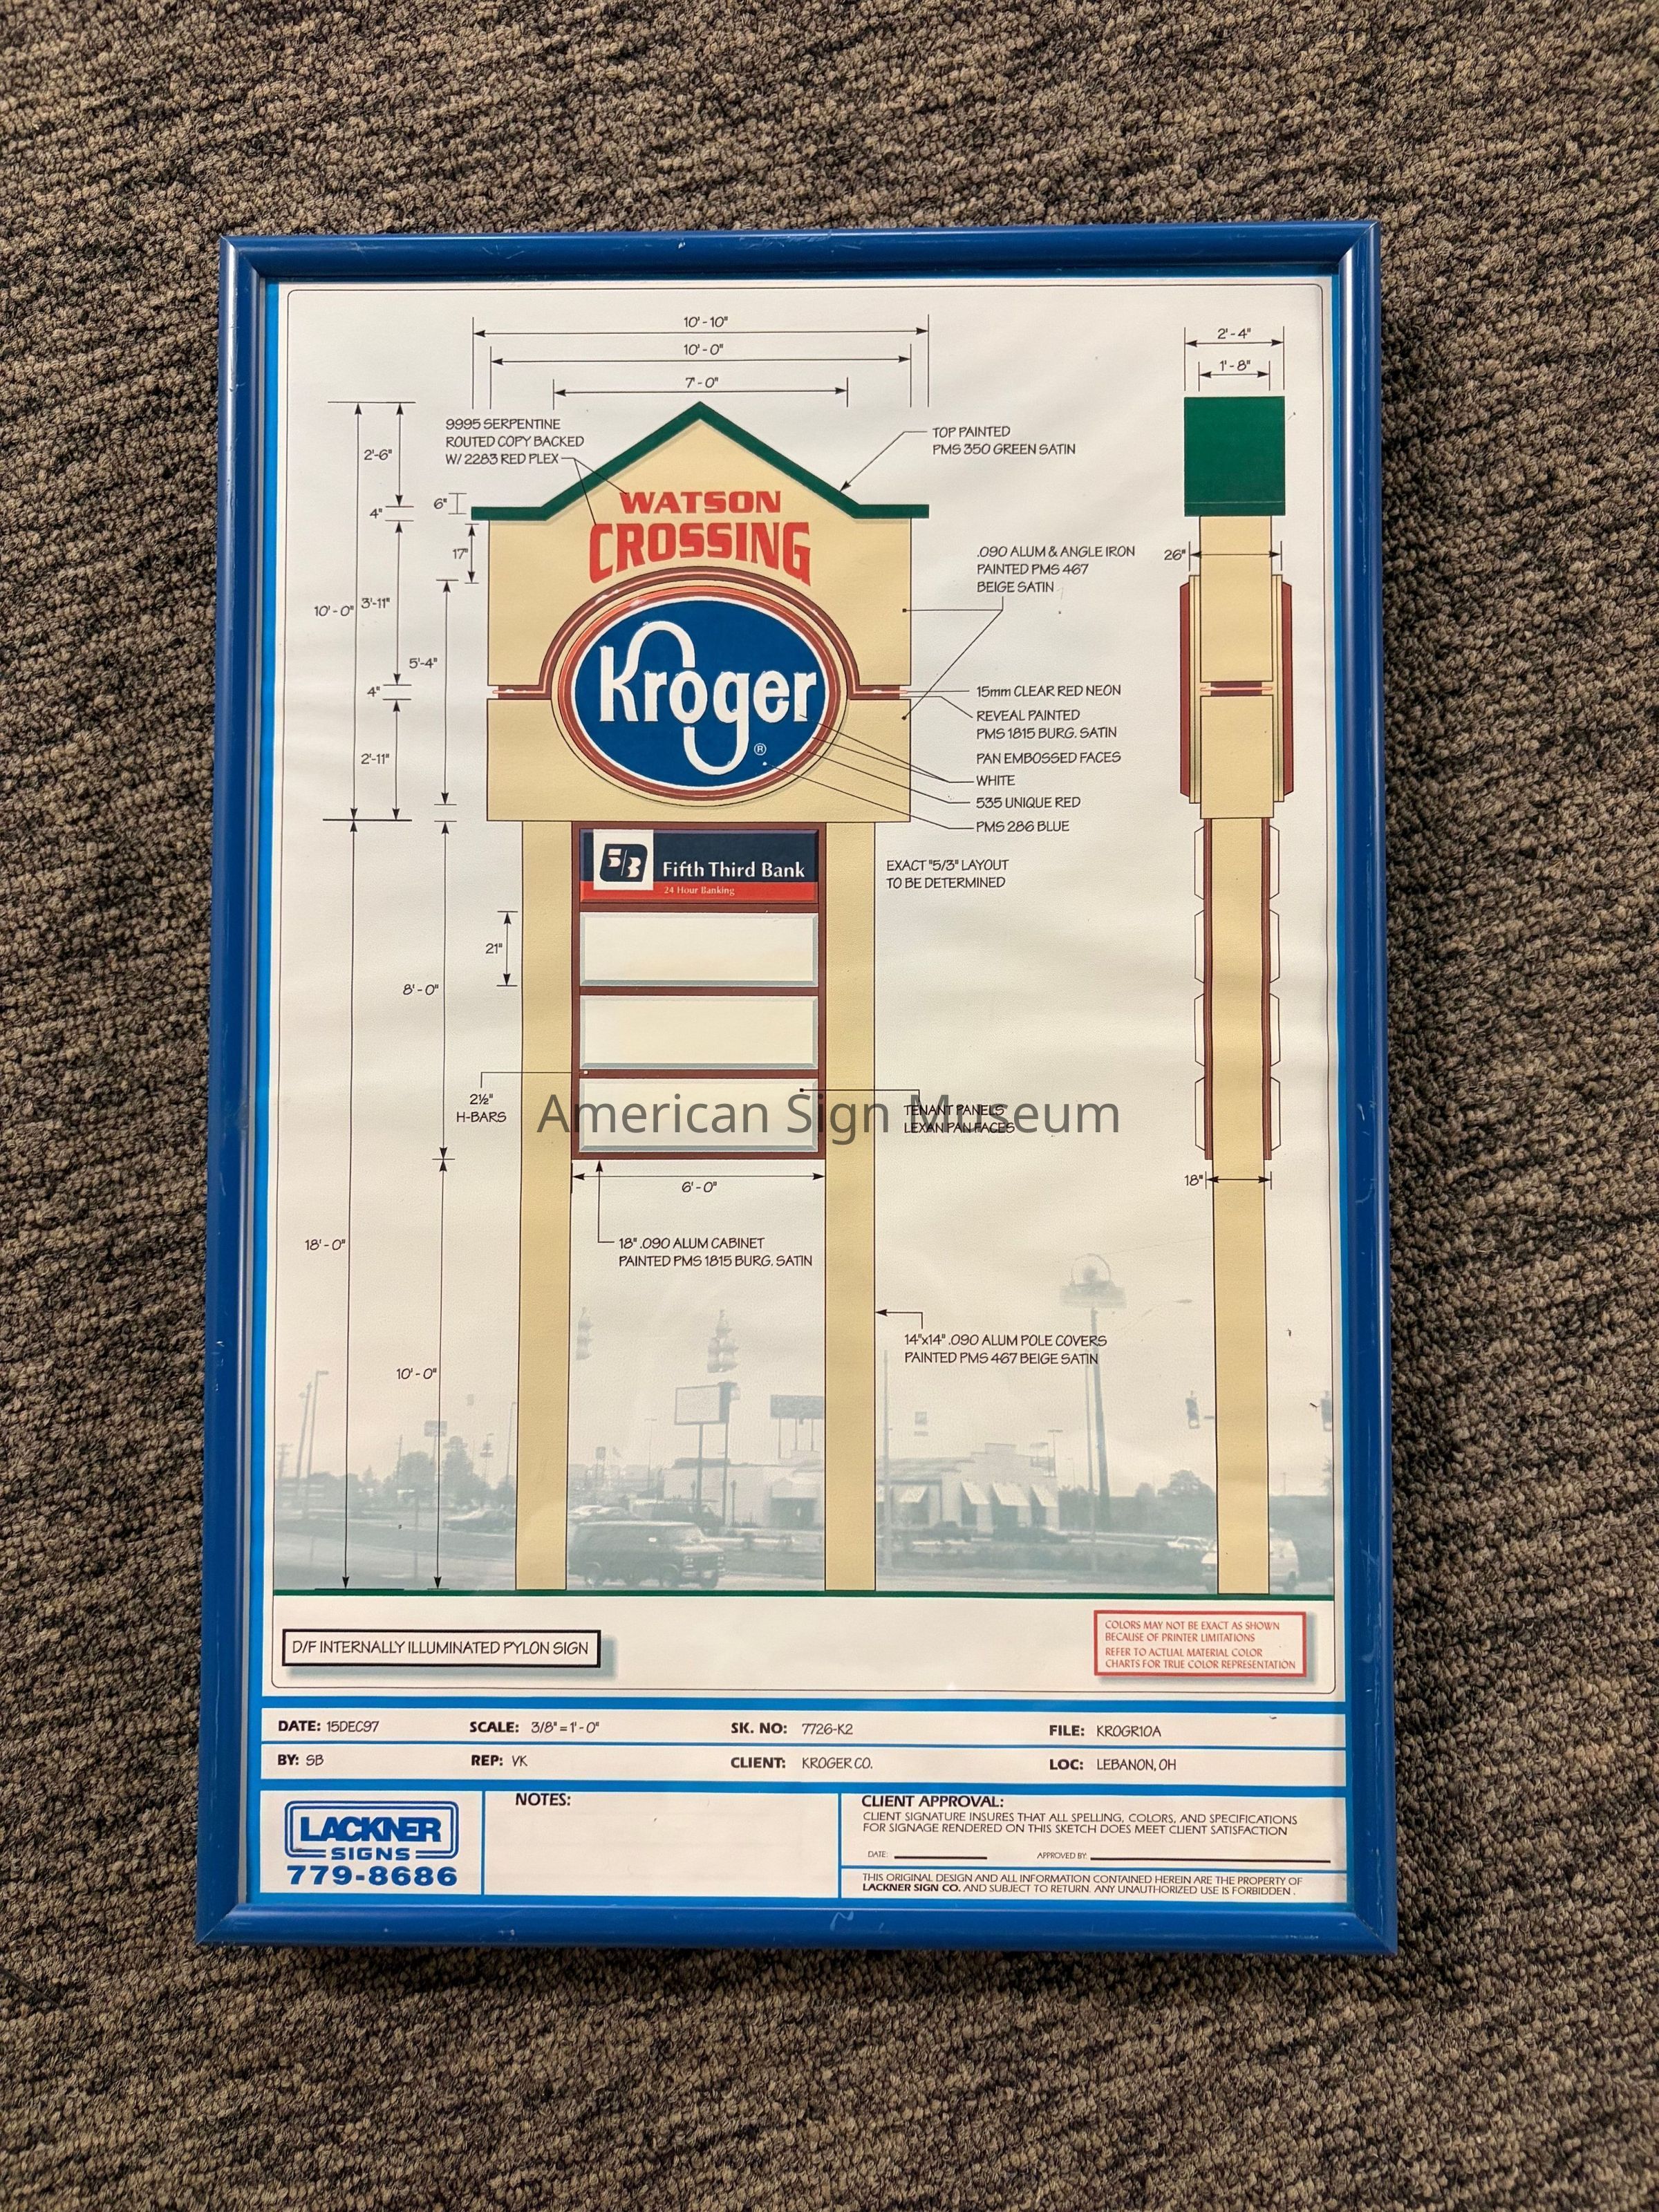 10'-10"
10'-0"
7'-0"
2'-4"
1'-8"
9995 SERPENTINE
ROUTED COPY BACKED
W/ 2283 RED PLEX
TOP PAINTED
PMS 350 GREEN SATIN
2'-6"
6"
4"
17"
WATSON
CROSSING
.090 ALUM & ANGLE IRON
PAINTED PMS 467
BEIGE SATIN
26"
10'-0"
3'-11"
5'-4"
4"
2'-11"
Kroger
®
15mm CLEAR RED NEON
REVEAL PAINTED
PMS 1815 BURG. SATIN
PAN EMBOSSED FACES
WHITE
535 UNIQUE RED
PMS 286 BLUE
5/3
Fifth Third Bank
24 Hour Banking
EXACT "5/3" LAYOUT
TO BE DETERMINED
21"
8'-0"
2½"
H-BARS
American Sign Museum
TENANT PANELS
LEXAN PAN FACES
6'-0"
18"
18" .090 ALUM CABINET
PAINTED PMS 1815 BURG. SATIN
18'-0"
14"x14" .090 ALUM POLE COVERS
PAINTED PMS 467 BEIGE SATIN
10'-0"
D/F INTERNALLY ILLUMINATED PYLON SIGN
COLORS MAY NOT BE EXACT AS SHOWN
BECAUSE OF PRINTER LIMITATIONS
REFER TO ACTUAL MATERIAL COLOR
CHARTS FOR TRUE COLOR REPRESENTATION
DATE: 15DEC97 SCALE: 3/8" = 1'-0" SK. NO: 7726-K2 FILE: KROGR10A
BY: SB REP: VK CLIENT: KROGER CO. LOC: LEBANON, OH
LACKNER
SIGNS
779-8686
NOTES:
CLIENT APPROVAL:
CLIENT SIGNATURE INSURES THAT ALL SPELLING, COLORS, AND SPECIFICATIONS
FOR SIGNAGE RENDERED ON THIS SKETCH DOES MEET CLIENT SATISFACTION
DATE: APPROVED BY:
THIS ORIGINAL DESIGN AND ALL INFORMATION CONTAINED HEREIN ARE THE PROPERTY OF
LACKNER SIGN CO. AND SUBJECT TO RETURN. ANY UNAUTHORIZED USE IS FORBIDDEN.